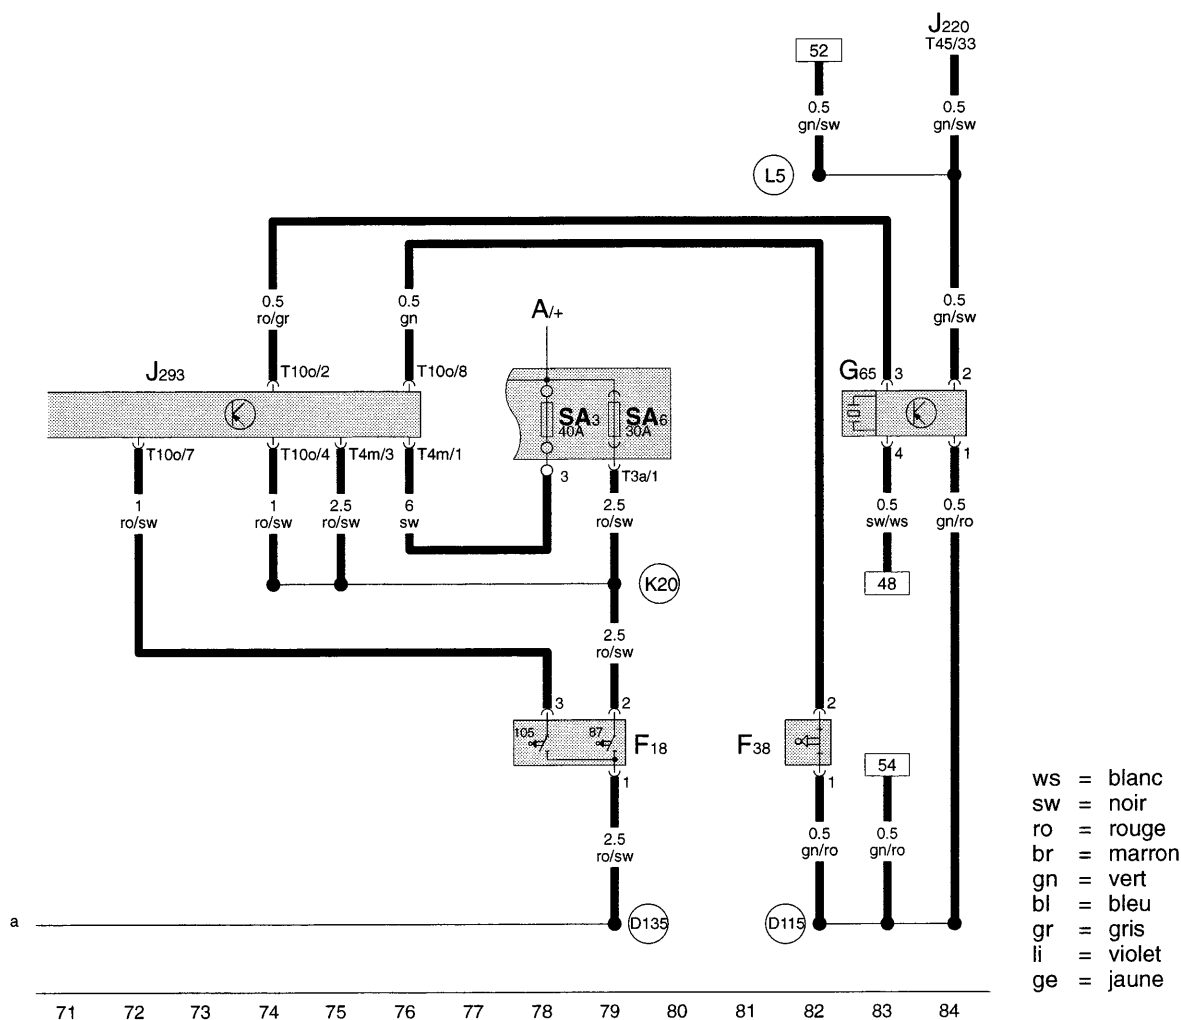 J220
T45/33
52
0.5
gn/sw
0.5
gn/sw
L5
0.5
ro/gr
0.5
gn
A/+
0.5
gn/sw
J293
T10o/2
T10o/8
G65
3
2
SA3
40A
SA6
30A
T10o/7
T10o/4
T4m/3
T4m/1
3
T3a/1
4
1
1
ro/sw
1
ro/sw
2.5
ro/sw
6
sw
2.5
ro/sw
0.5
sw/ws
0.5
gn/ro
K20
48
2.5
ro/sw
3
2
2
105
87
F18
F38
54
1
1
2.5
ro/sw
0.5
gn/ro
0.5
gn/ro
a
D135
D115
ws = blanc
sw = noir
ro = rouge
br = marron
gn = vert
bl = bleu
gr = gris
li = violet
ge = jaune
71 72 73 74 75 76 77 78 79 80 81 82 83 84